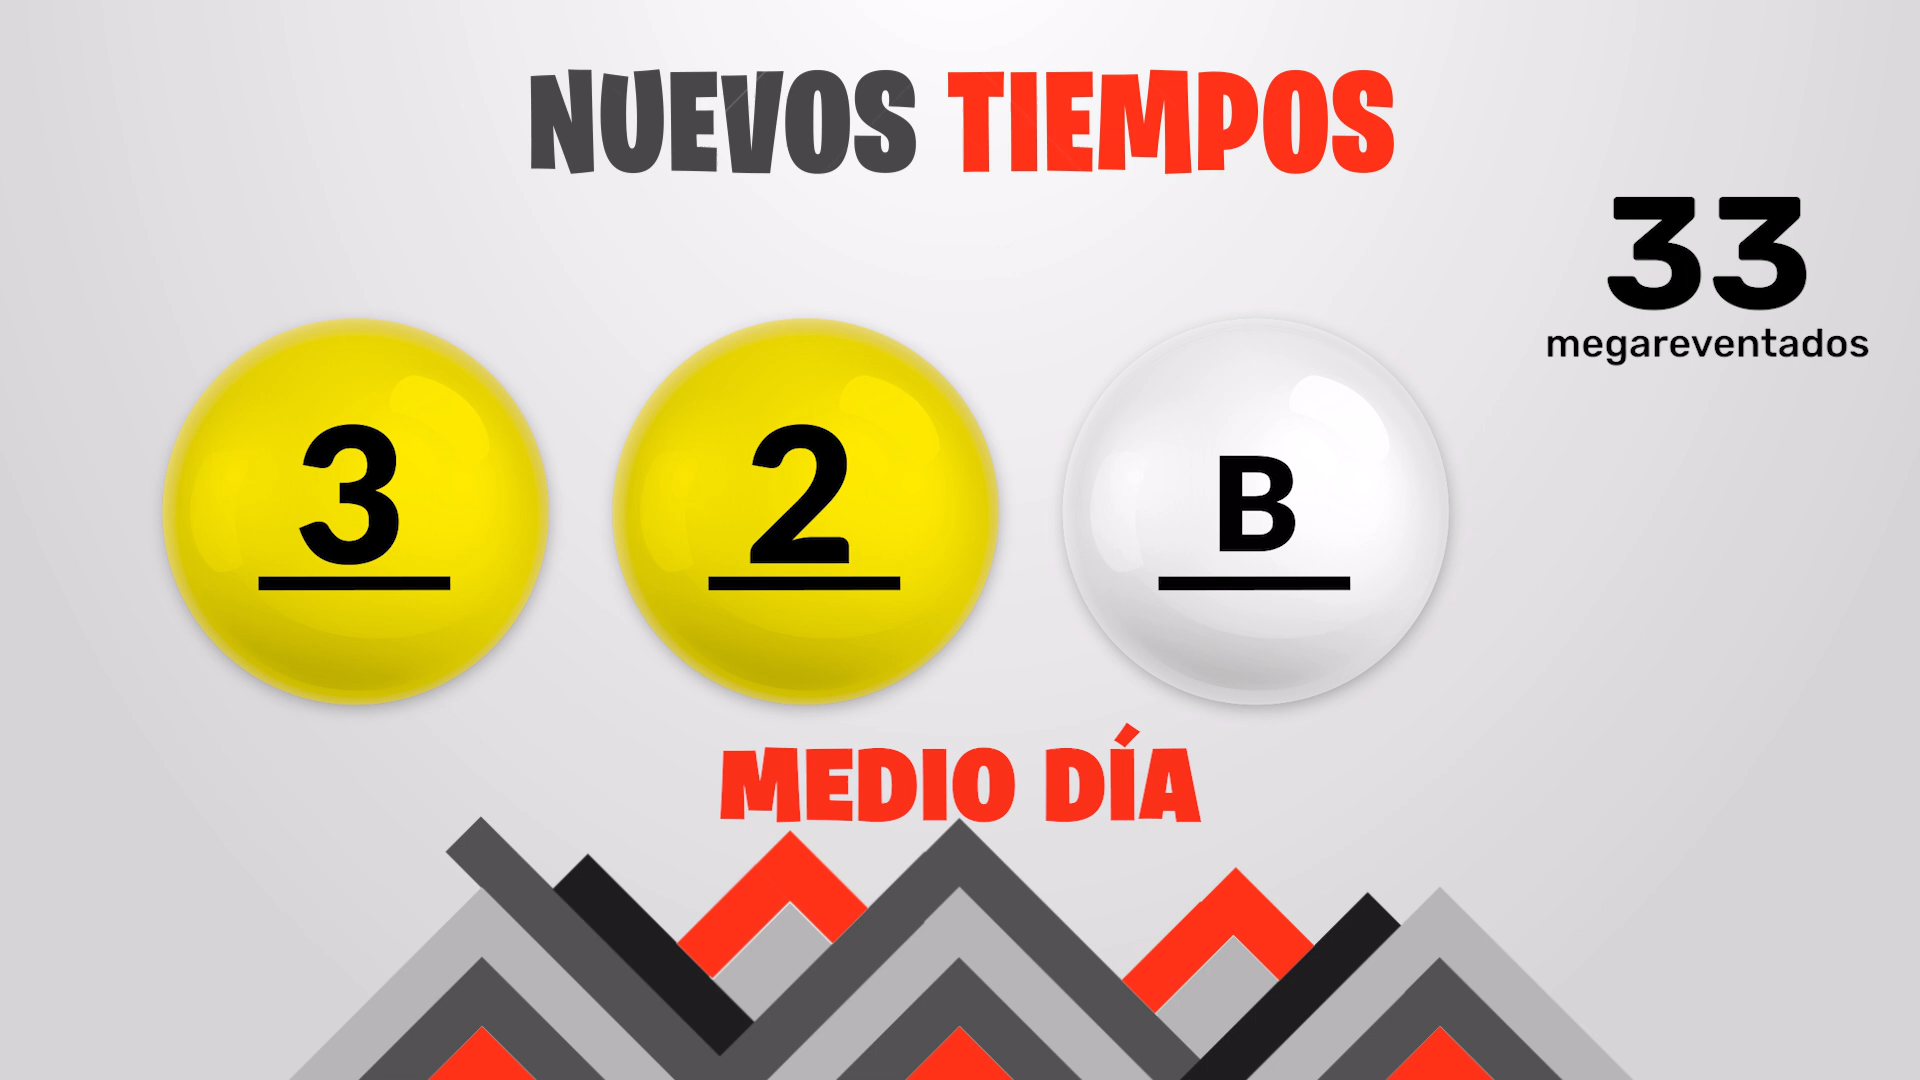 NUEVOS TIEMPOS
33
megareventados
3 2 B
MEDIO DÍA